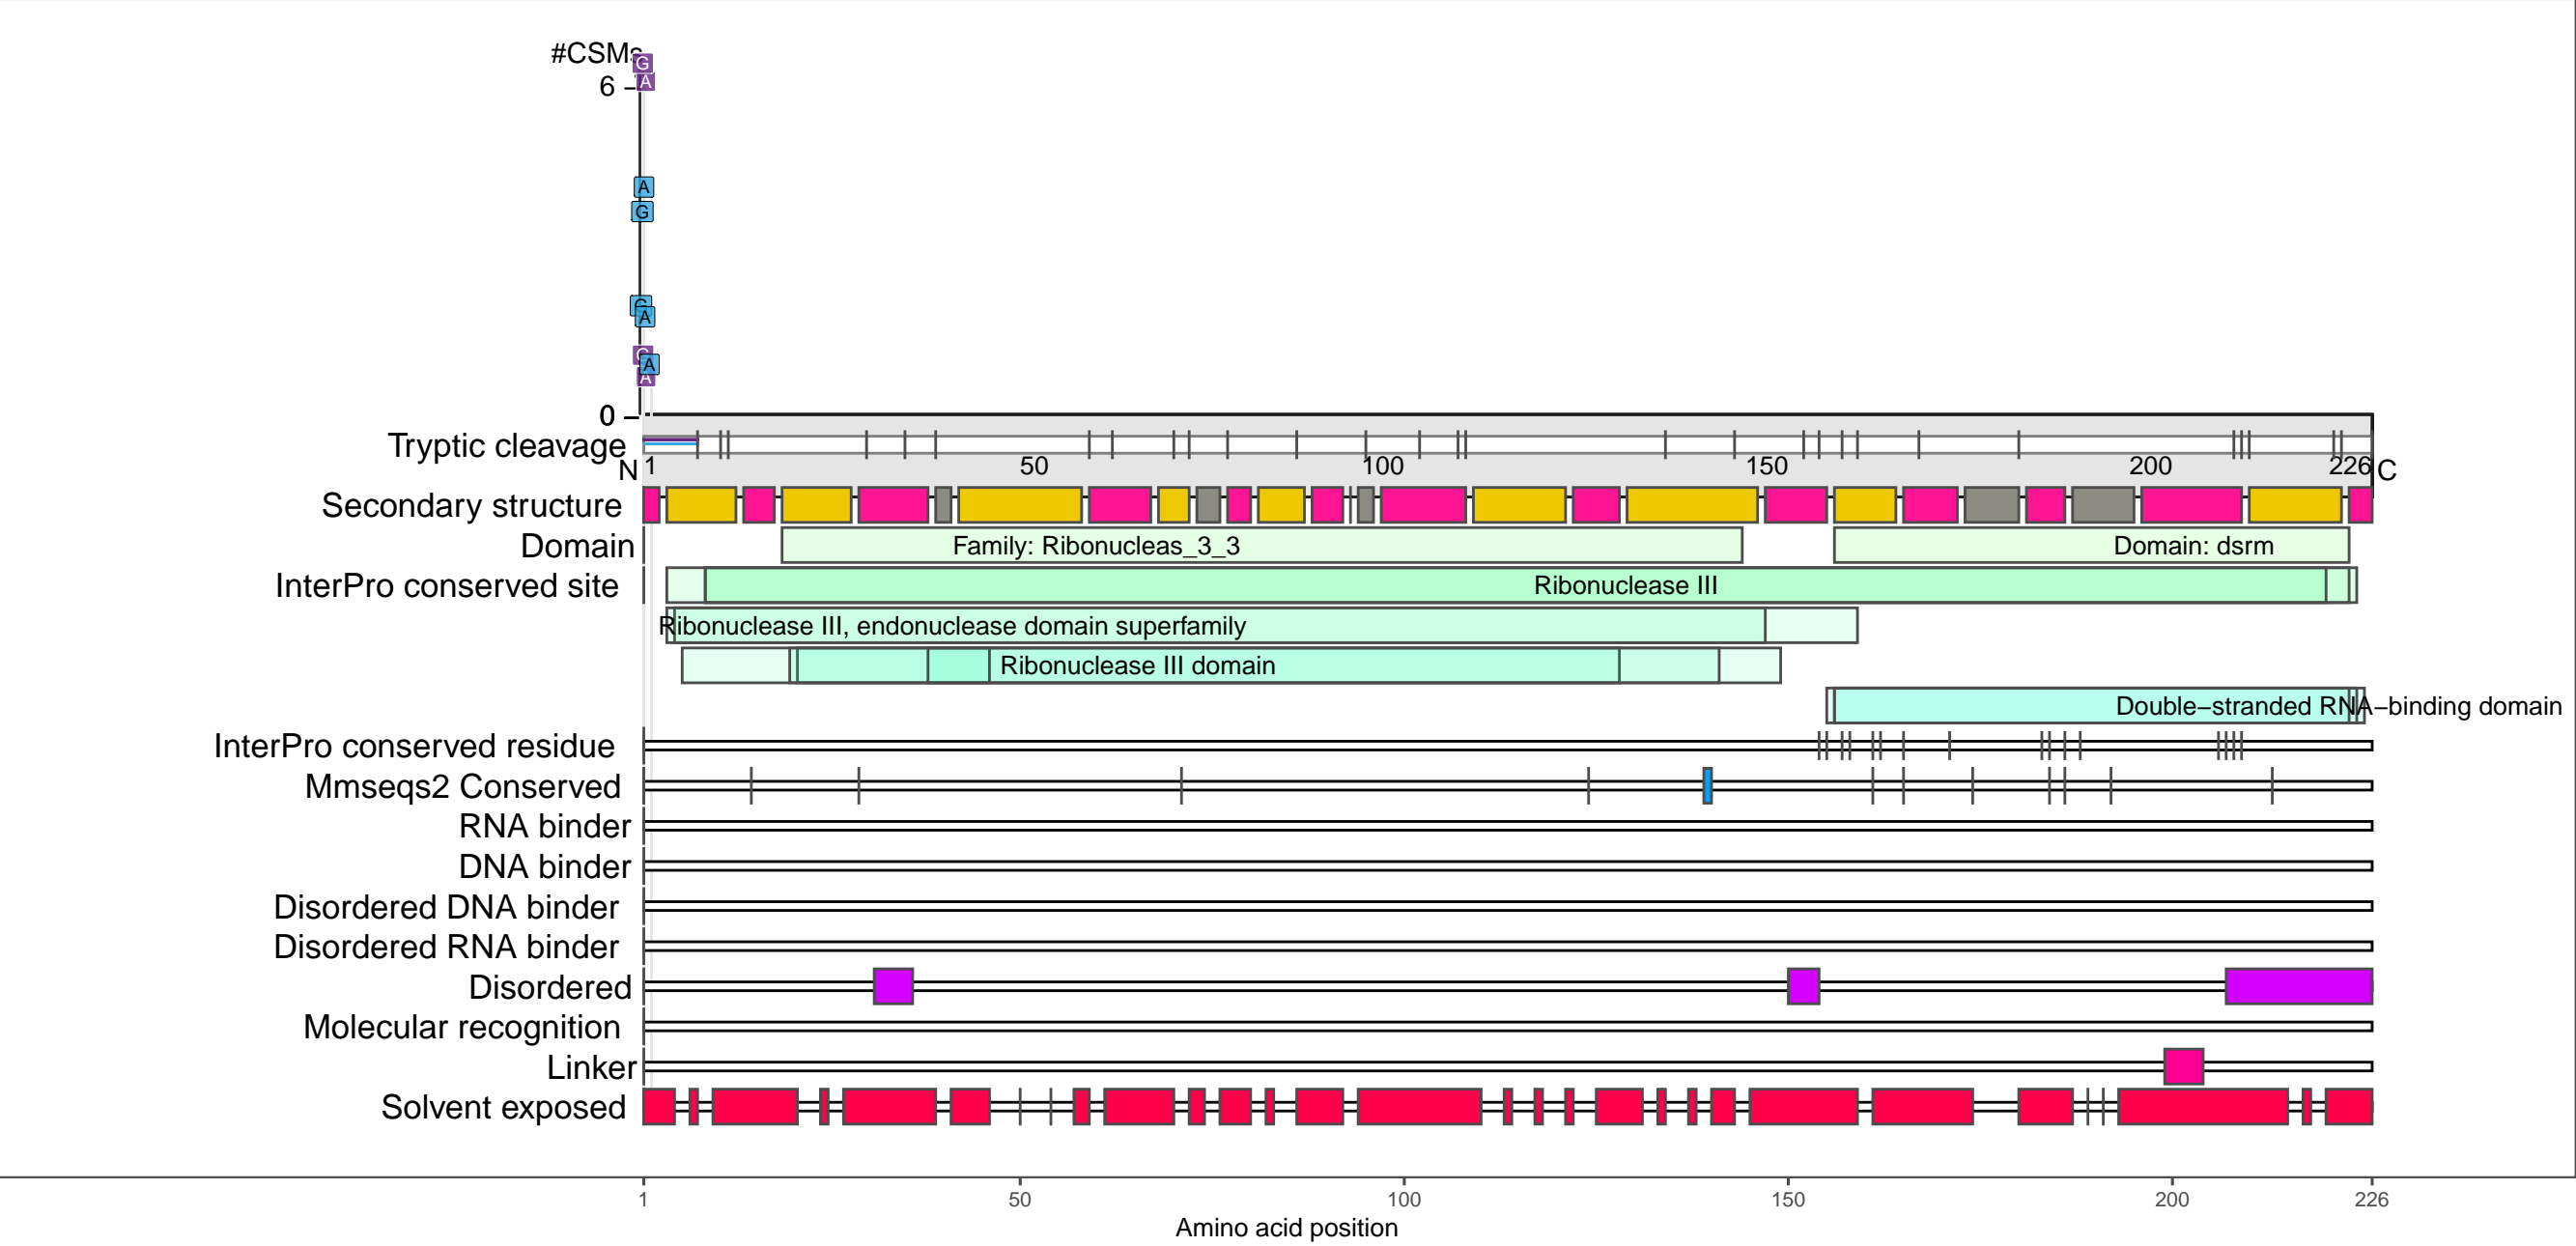 #CSMs
G
6
A
A
G
G
A
G
A
A
0
Tryptic cleavage
N 1 50 100 150 200 226 C
Secondary structure
Domain Family: Ribonucleas_3_3 Domain: dsrm
InterPro conserved site Ribonuclease III
Ribonuclease III, endonuclease domain superfamily
Ribonuclease III domain
Double−stranded RNA−binding domain
InterPro conserved residue
Mmseqs2 Conserved
RNA binder
DNA binder
Disordered DNA binder
Disordered RNA binder
Disordered
Molecular recognition
Linker
Solvent exposed
1 50 100 150 200 226
Amino acid position